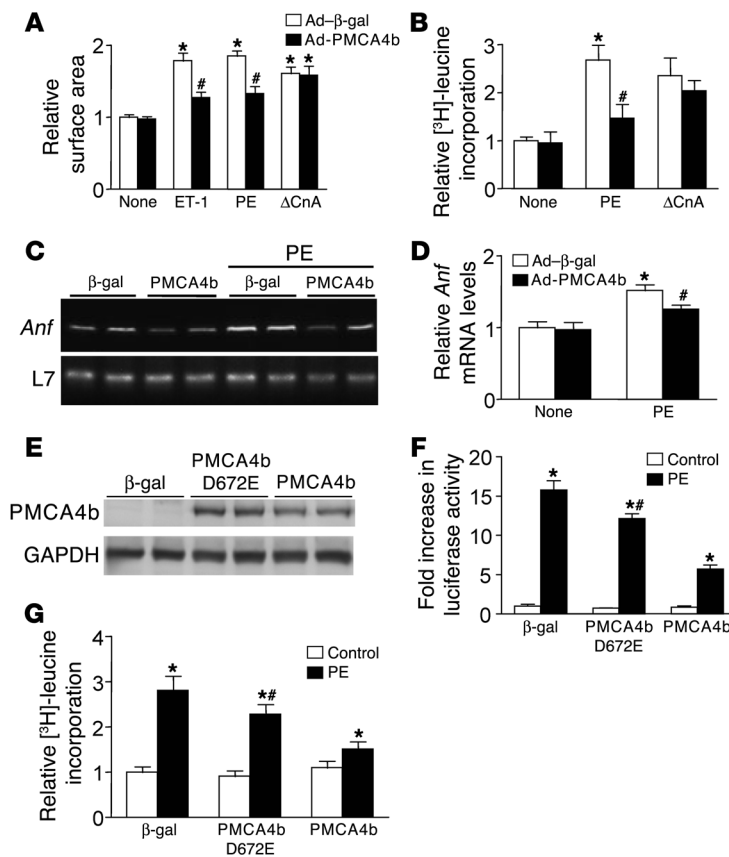 A
Ad–β-gal
Ad-PMCA4b
Relative
surface area
2
1
0
*
#
*
#
*
*
None
ET-1
PE
ΔCnA
B
Relative [³H]-leucine
incorporation
3
2
1
0
*
#
None
PE
ΔCnA
C
PE
β-gal
PMCA4b
β-gal
PMCA4b
Anf
L7
D
Ad–β-gal
Ad-PMCA4b
Relative Anf
mRNA levels
2
1
0
*
#
None
PE
E
β-gal
PMCA4b
D672E
PMCA4b
PMCA4b
GAPDH
F
Control
PE
Fold increase in
luciferase activity
20
15
10
5
0
*
*#
*
β-gal
PMCA4b
D672E
PMCA4b
G
Control
PE
Relative [³H]-leucine
incorporation
4
3
2
1
0
*
*#
*
β-gal
PMCA4b
D672E
PMCA4b